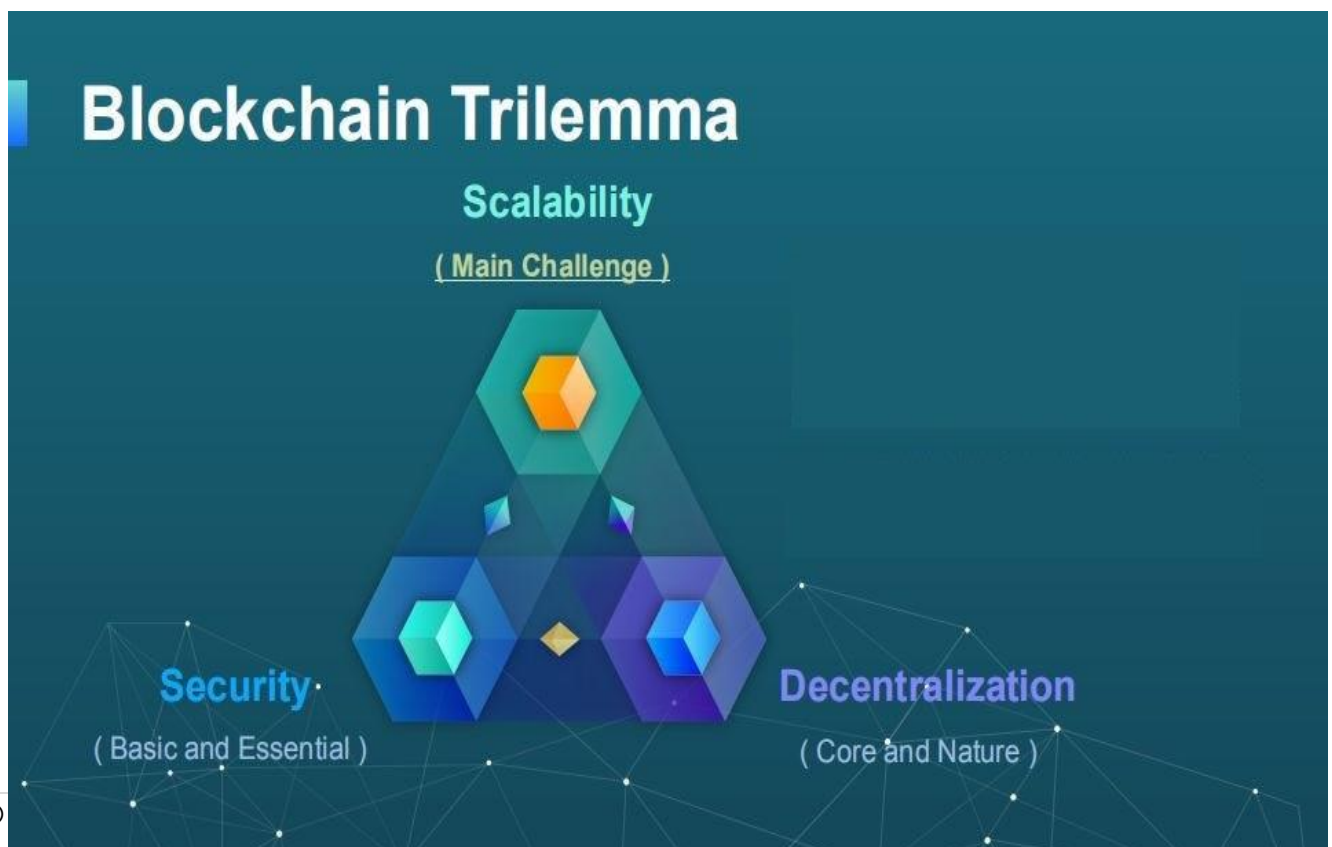 Blockchain Trilemma
Scalability
( Main Challenge )
Security
( Basic and Essential )
Decentralization
( Core and Nature )